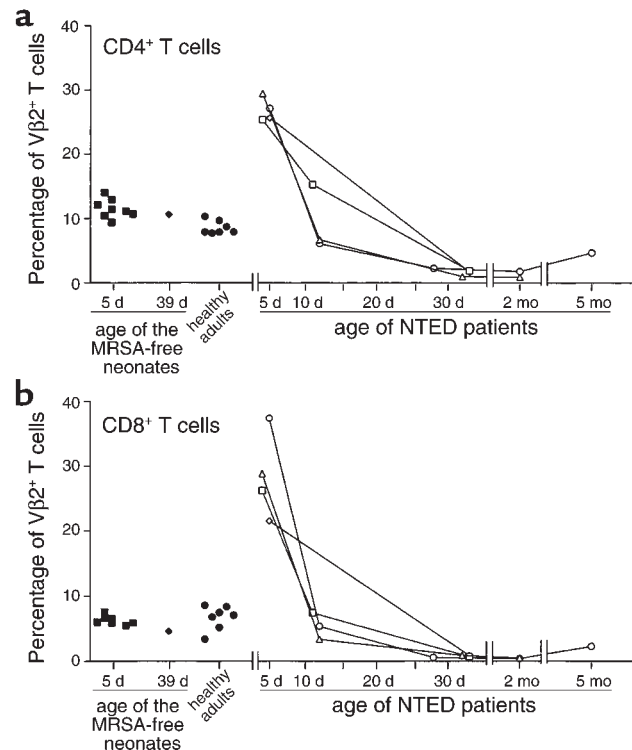 a
CD4⁺ T cells
Percentage of Vβ2⁺ T cells
40
30
20
10
0
5 d 39 d healthy adults 5 d 10 d 20 d 30 d 2 mo 5 mo
age of the
MRSA-free
neonates
age of NTED patients
b
CD8⁺ T cells
Percentage of Vβ2⁺ T cells
40
30
20
10
0
5 d 39 d healthy adults 5 d 10 d 20 d 30 d 2 mo 5 mo
age of the
MRSA-free
neonates
age of NTED patients